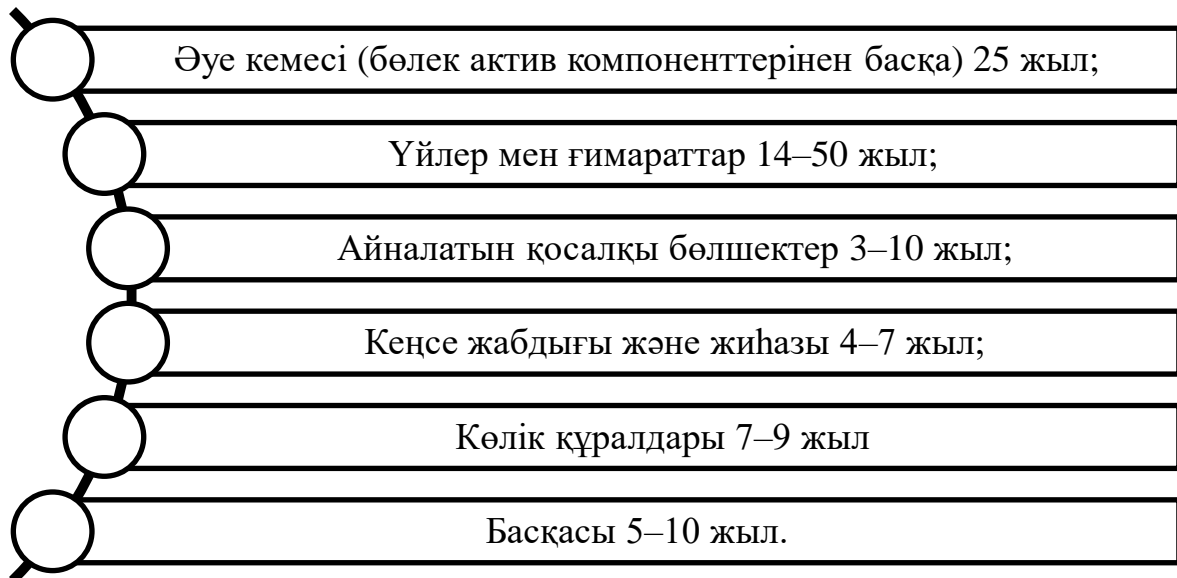 Әуе кемесі (бөлек актив компоненттерінен басқа) 25 жыл;
Үйлер мен ғимараттар 14–50 жыл;
Айналатын қосалқы бөлшектер 3–10 жыл;
Кеңсе жабдығы және жиһазы 4–7 жыл;
Көлік құралдары 7–9 жыл
Басқасы 5–10 жыл.